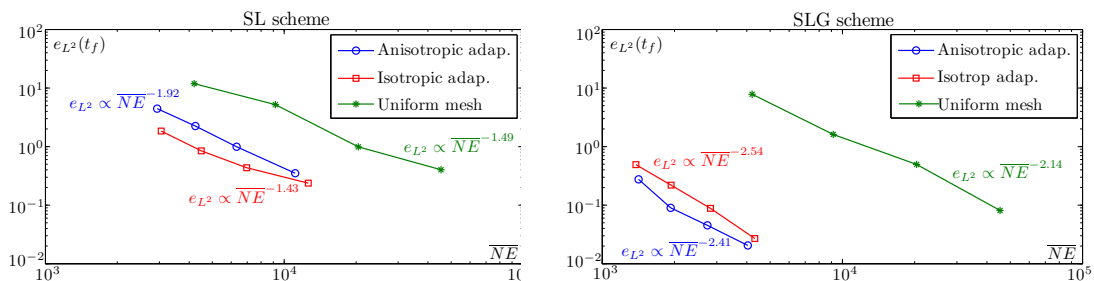 SL scheme
10^2
e_{L^2}(t_f)
Anisotropic adap.
Isotropic adap.
Uniform mesh
10^1
e_{L^2} ∝ \overline{NE}^{-1.92}
10^0
e_{L^2} ∝ \overline{NE}^{-1.49}
e_{L^2} ∝ \overline{NE}^{-1.43}
10^{-1}
\overline{NE}
10^{-2}
10^3
10^4
SLG scheme
10^2
e_{L^2}(t_f)
Anisotropic adap.
Isotrop adap.
Uniform mesh
10^1
10^0
e_{L^2} ∝ \overline{NE}^{-2.54}
e_{L^2} ∝ \overline{NE}^{-2.14}
10^{-1}
e_{L^2} ∝ \overline{NE}^{-2.41}
\overline{NE}
10^{-2}
10^3
10^4
10^5